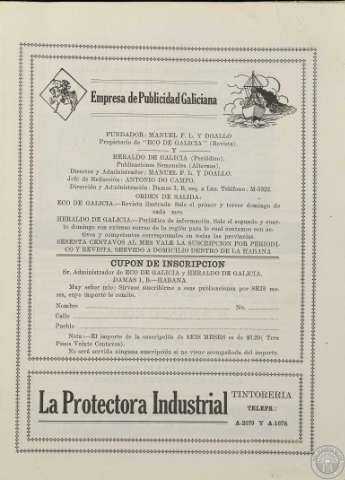 Empresa de Publicidad Galiciana
FUNDADOR: MANUEL F. L. Y DOALLO
Propietario de "ECO DE GALICIA" (Revista).
Y
HERALDO DE GALICIA (Periódico).
Publicaciones Semanales (Alternas).
Director y Administrador: MANUEL F. L. Y DOALLO.
Jefe de Redacción: ANTONIO DO CAMPO.
Dirección y Administración: Damas 1, B, esq. a Luz. Teléfono: M-5922.
ORDEN DE SALIDA:
ECO DE GALICIA.—Revista ilustrada. Sale el primer y tercer domingo de
cada mes.
HERALDO DE GALICIA.—Periódico de información. Sale el segundo y cuar-
to domingo con extenso correo de la región para lo cual contamos con ac-
tivos y competentes corresponsales en todas las provincias.
SESENTA CENTAVOS AL MES VALE LA SUSCRIPCION POR PERIODI-
CO Y REVISTA, SERVIDO A DOMICILIO DENTRO DE LA HABANA
CUPON DE INSCRIPCION
Sr. Administrador de ECO DE GALICIA y HERALDO DE GALICIA.
DAMAS 1, B.—HABANA.
Muy señor mío: Sírvase suscribirme a esas publicaciones por SEIS me-
ses, cuyo importe le remito.
Nombre
No.
Calle
Pueblo
Nota:—El importe de la suscripción de SEIS MESES es de $3.20 (Tres
Pesos Veinte Centavos).
No será servida ninguna suscripción si no viene acompañada del importe.
La Protectora Industrial
TINTORERIA
TELEFS.:
A-2070 Y A-1078